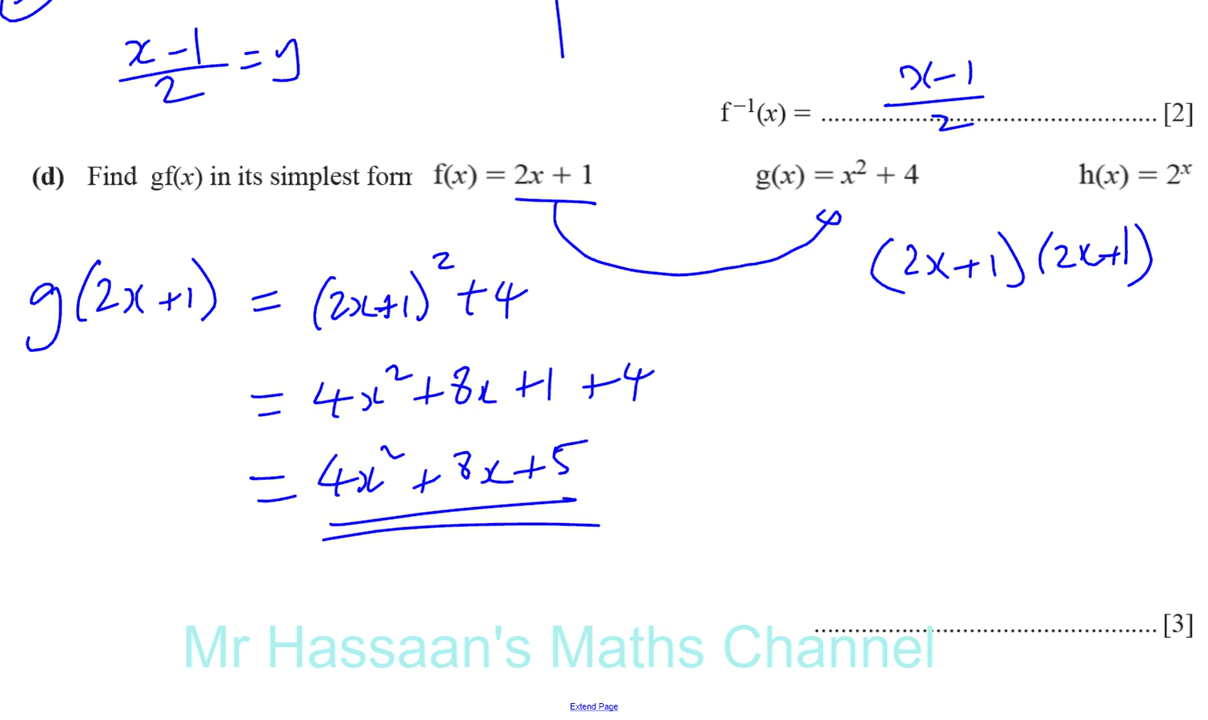 x - 1 / 2 = y
x - 1 / 2
f⁻¹(x) = .................................................. [2]
(d) Find gf(x) in its simplest form f(x) = 2x + 1 g(x) = x² + 4 h(x) = 2ˣ
(2x+1)(2x+1)
g(2x+1) = (2x+1)² + 4
= 4x² + 8x + 1 + 4
= 4x² + 8x + 5
.................................................. [3]
Mr Hassaan's Maths Channel
Extend Page